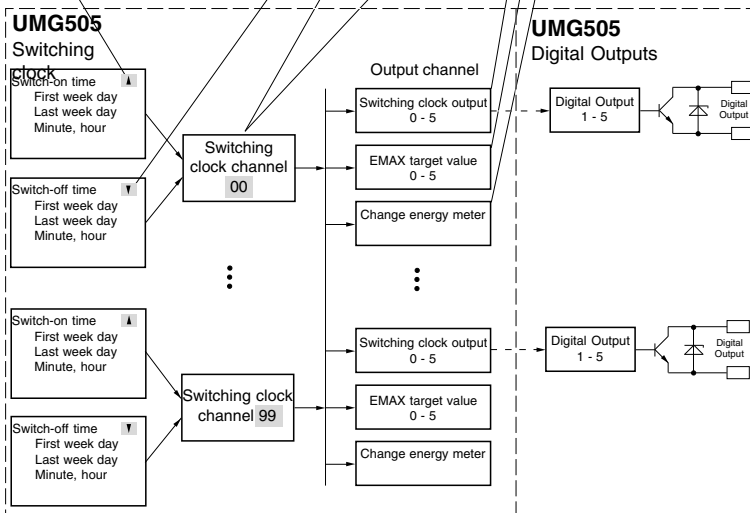 UMG505
Switching
clock
Switch-on time
First week day
Last week day
Minute, hour
Switch-off time
First week day
Last week day
Minute, hour
Switching
clock channel
00
Output channel
Switching clock output
0 - 5
EMAX target value
0 - 5
Change energy meter
UMG505
Digital Outputs
Digital Output
1 - 5
Digital
Output
Switch-on time
First week day
Last week day
Minute, hour
Switch-off time
First week day
Last week day
Minute, hour
Switching clock
channel 99
Switching clock output
0 - 5
EMAX target value
0 - 5
Change energy meter
Digital Output
1 - 5
Digital
Output